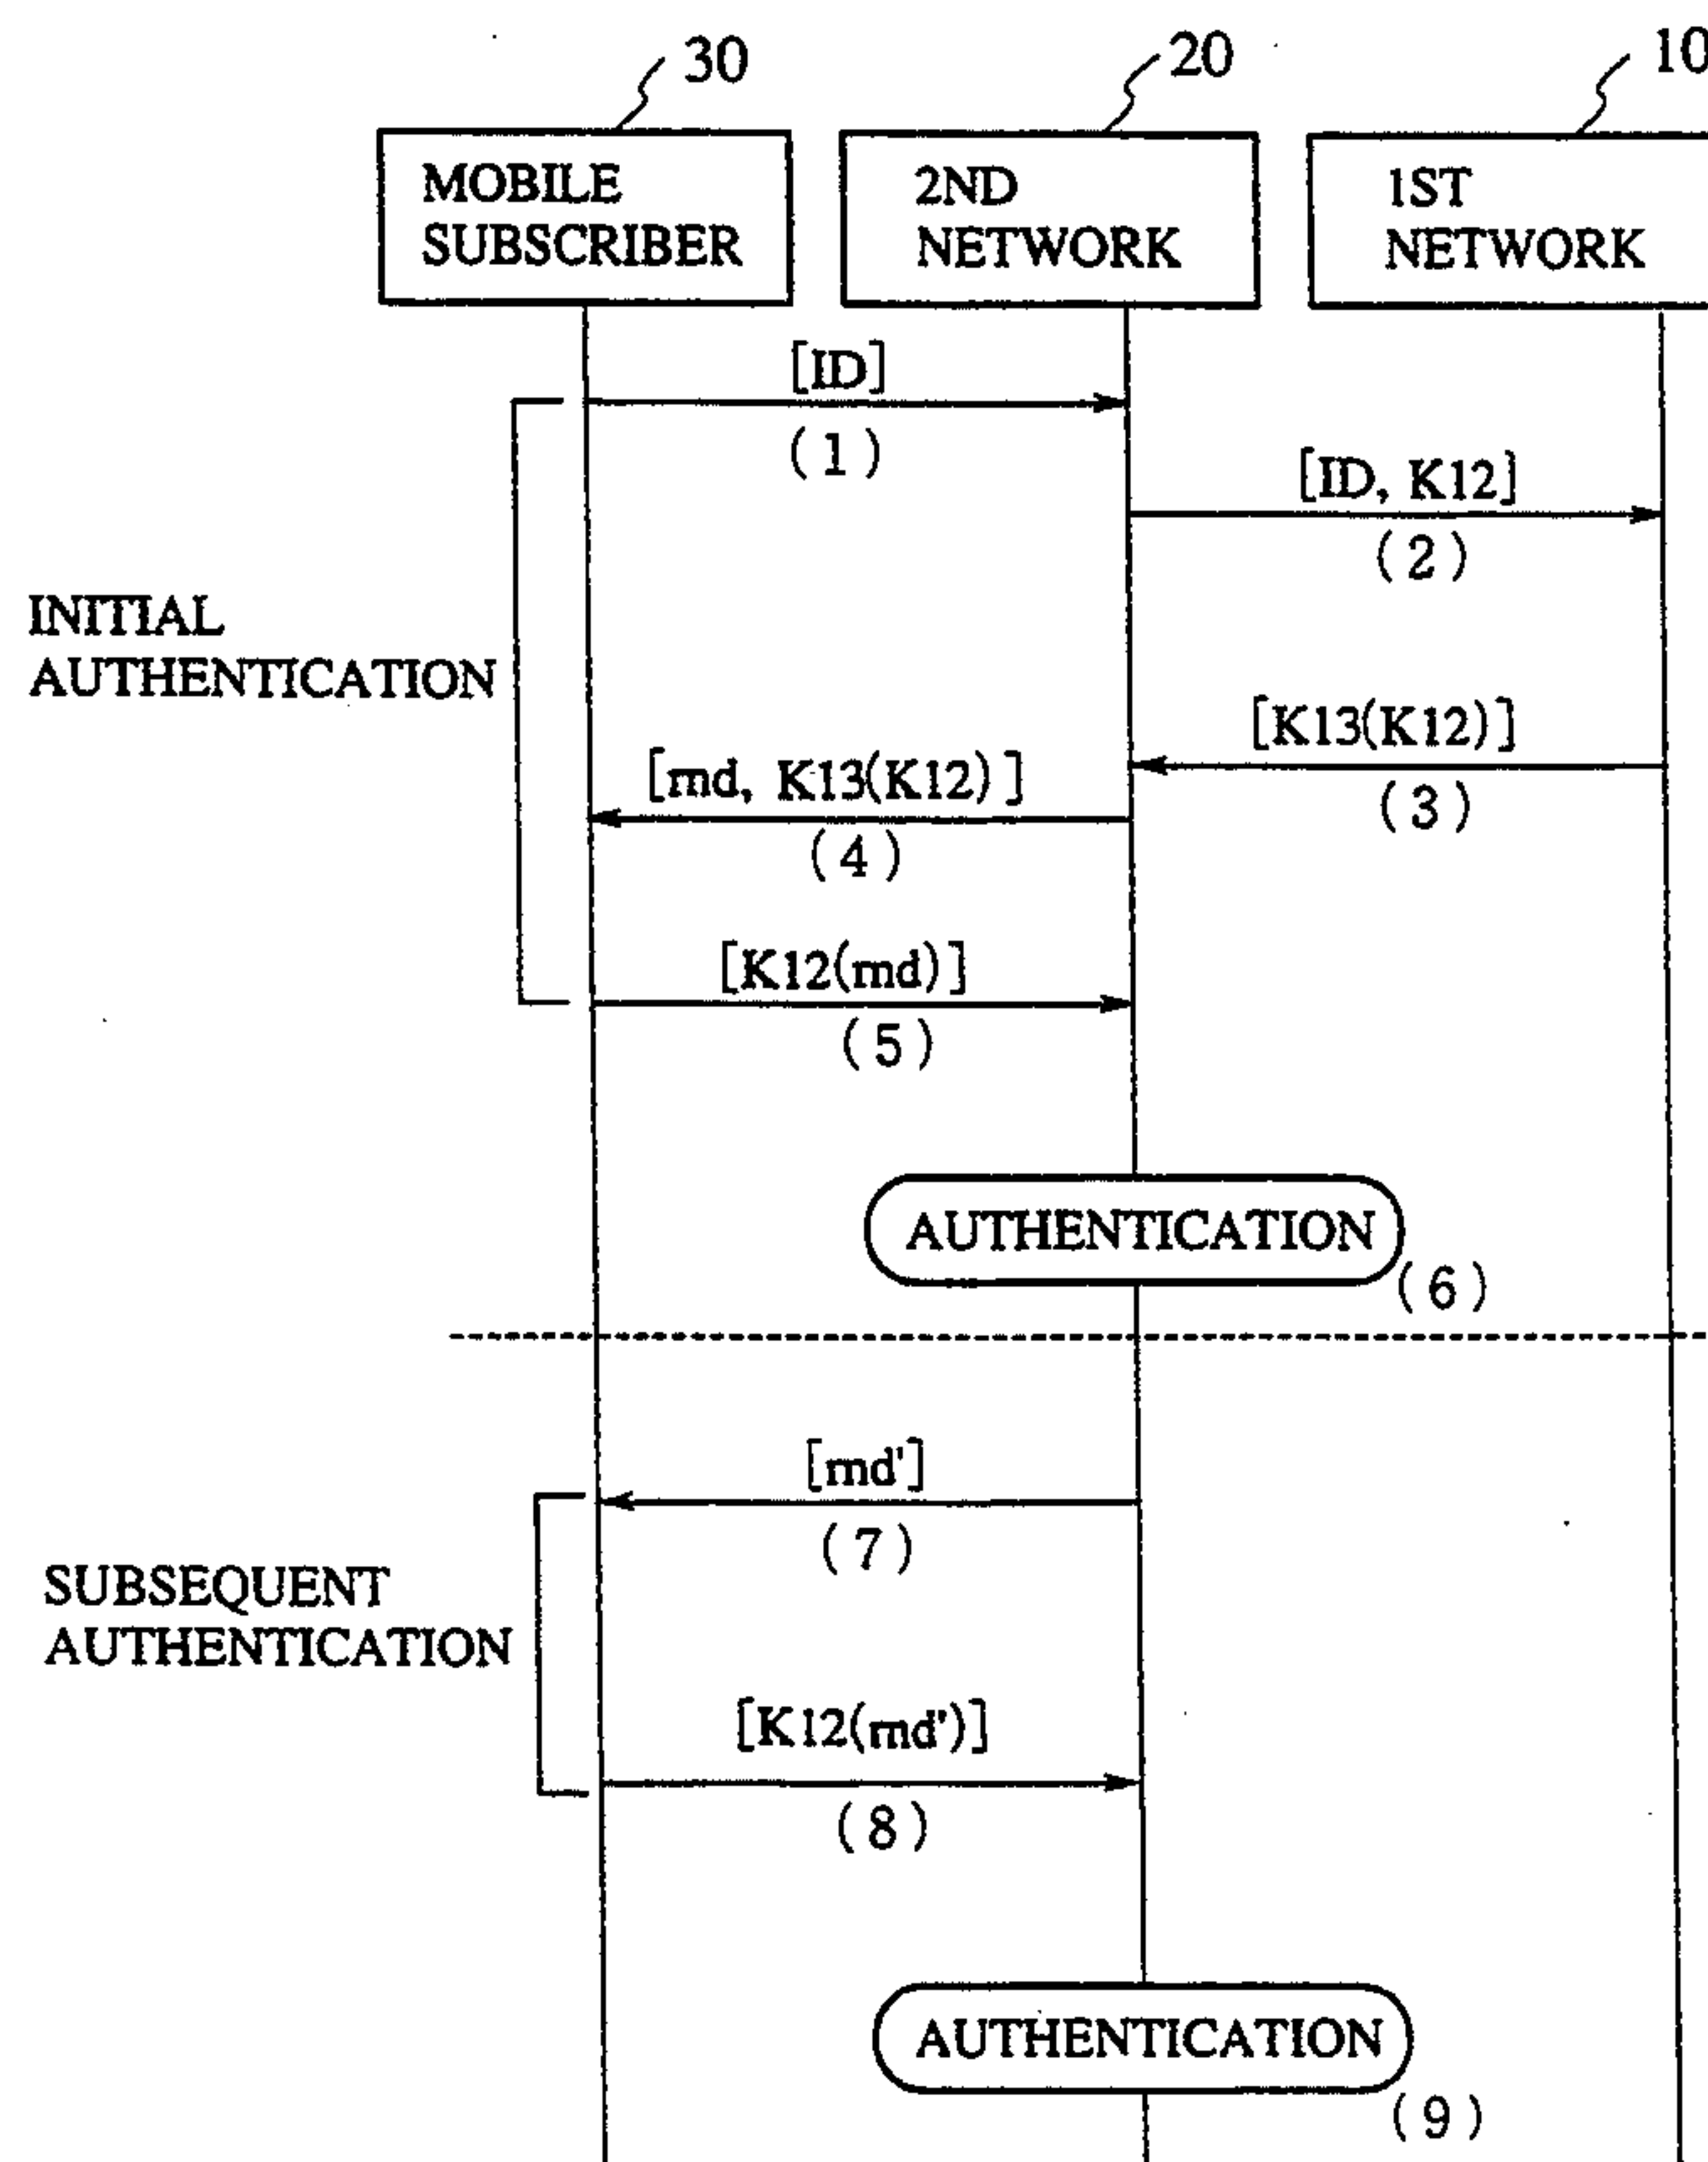 30
20
10
MOBILE
SUBSCRIBER
2ND
NETWORK
1ST
NETWORK
[ID]
(1)
[ID, K12]
(2)
INITIAL
AUTHENTICATION
[K13(K12)]
(3)
[rnd, K13(K12)]
(4)
[K12(rnd)]
(5)
AUTHENTICATION
(6)
[rnd']
(7)
SUBSEQUENT
AUTHENTICATION
[K12(rnd')]
(8)
AUTHENTICATION
(9)